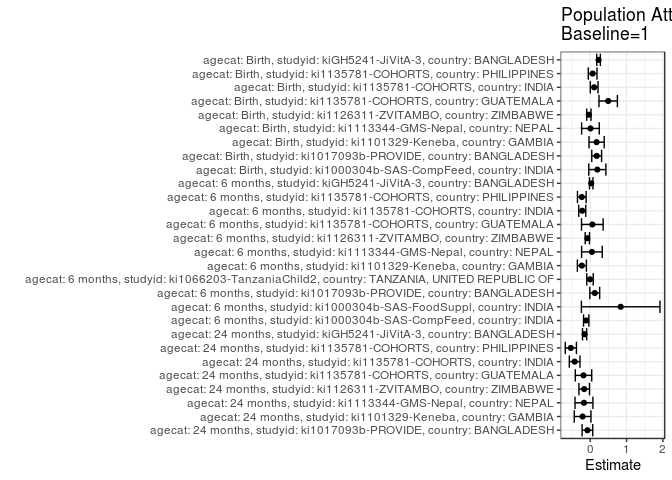 Population Att
Baseline=1
agecat: Birth, studyid: kiGH5241-JiVitA-3, country: BANGLADESH
agecat: Birth, studyid: ki1135781-COHORTS, country: PHILIPPINES
agecat: Birth, studyid: ki1135781-COHORTS, country: INDIA
agecat: Birth, studyid: ki1135781-COHORTS, country: GUATEMALA
agecat: Birth, studyid: ki1126311-ZVITAMBO, country: ZIMBABWE
agecat: Birth, studyid: ki1113344-GMS-Nepal, country: NEPAL
agecat: Birth, studyid: ki1101329-Keneba, country: GAMBIA
agecat: Birth, studyid: ki1017093b-PROVIDE, country: BANGLADESH
agecat: Birth, studyid: ki1000304b-SAS-CompFeed, country: INDIA
agecat: 6 months, studyid: kiGH5241-JiVitA-3, country: BANGLADESH
agecat: 6 months, studyid: ki1135781-COHORTS, country: PHILIPPINES
agecat: 6 months, studyid: ki1135781-COHORTS, country: INDIA
agecat: 6 months, studyid: ki1135781-COHORTS, country: GUATEMALA
agecat: 6 months, studyid: ki1126311-ZVITAMBO, country: ZIMBABWE
agecat: 6 months, studyid: ki1113344-GMS-Nepal, country: NEPAL
agecat: 6 months, studyid: ki1101329-Keneba, country: GAMBIA
agecat: 6 months, studyid: ki1066203-TanzaniaChild2, country: TANZANIA, UNITED REPUBLIC OF
agecat: 6 months, studyid: ki1017093b-PROVIDE, country: BANGLADESH
agecat: 6 months, studyid: ki1000304b-SAS-FoodSuppl, country: INDIA
agecat: 6 months, studyid: ki1000304b-SAS-CompFeed, country: INDIA
agecat: 24 months, studyid: kiGH5241-JiVitA-3, country: BANGLADESH
agecat: 24 months, studyid: ki1135781-COHORTS, country: PHILIPPINES
agecat: 24 months, studyid: ki1135781-COHORTS, country: INDIA
agecat: 24 months, studyid: ki1135781-COHORTS, country: GUATEMALA
agecat: 24 months, studyid: ki1126311-ZVITAMBO, country: ZIMBABWE
agecat: 24 months, studyid: ki1113344-GMS-Nepal, country: NEPAL
agecat: 24 months, studyid: ki1101329-Keneba, country: GAMBIA
agecat: 24 months, studyid: ki1017093b-PROVIDE, country: BANGLADESH
0 1 2
Estimate